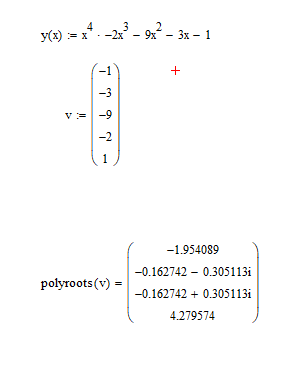 y(x) := x⁴ · −2x³ − 9x² − 3x − 1
v := (−1
−3
−9
−2
1)
polyroots(v) = (−1.954089
−0.162742 − 0.305113i
−0.162742 + 0.305113i
4.279574)